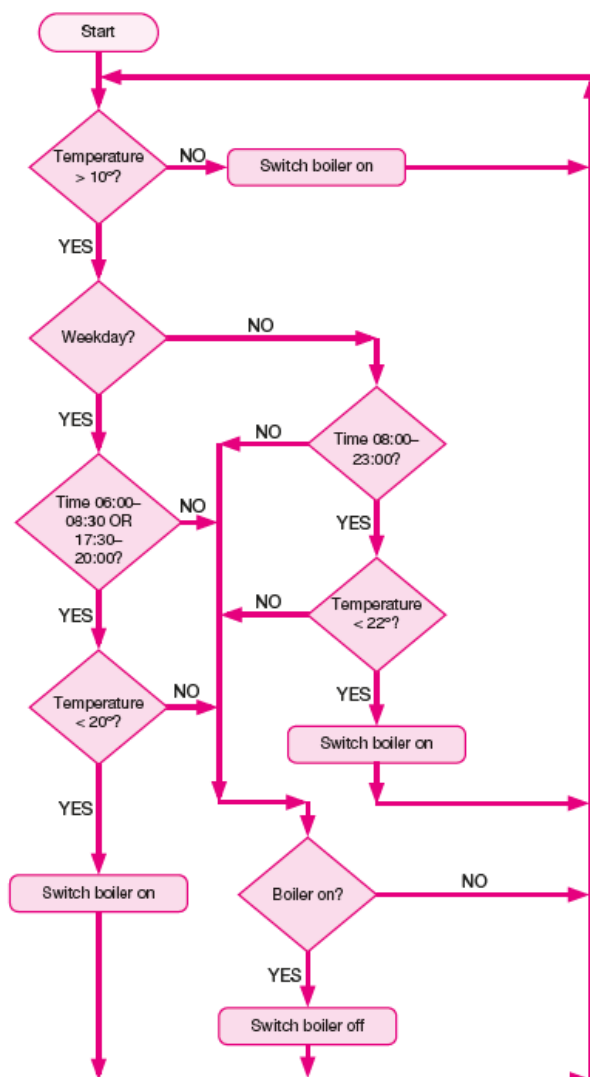 Start
Temperature
> 10°?
NO
Switch boiler on
YES
Weekday?
NO
YES
Time 08:00–
23:00?
NO
YES
Time 06:00–
08:30 OR
17:30–
20:00?
NO
YES
Temperature
< 22°?
NO
YES
Switch boiler on
Temperature
< 20°?
NO
YES
Switch boiler on
Boiler on?
NO
YES
Switch boiler off